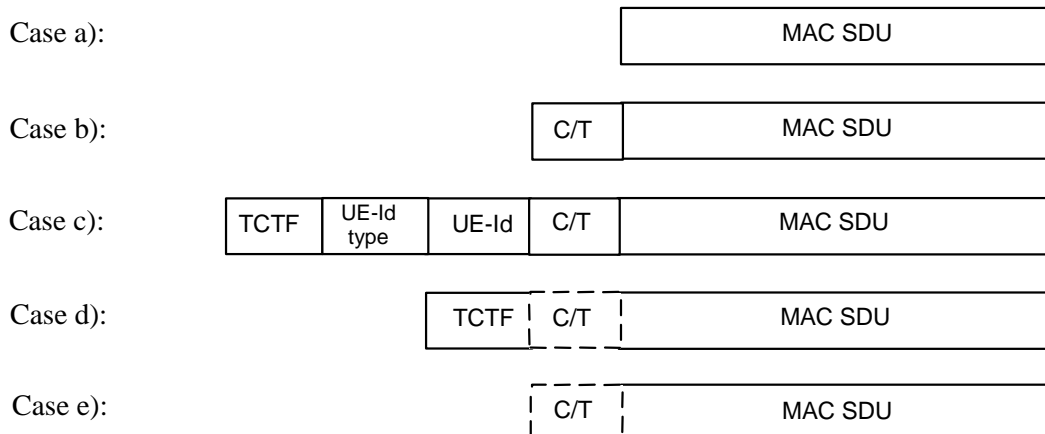 Case a): MAC SDU
Case b): C/T MAC SDU
Case c): TCTF UE-Id type UE-Id C/T MAC SDU
Case d): TCTF C/T MAC SDU
Case e): C/T MAC SDU